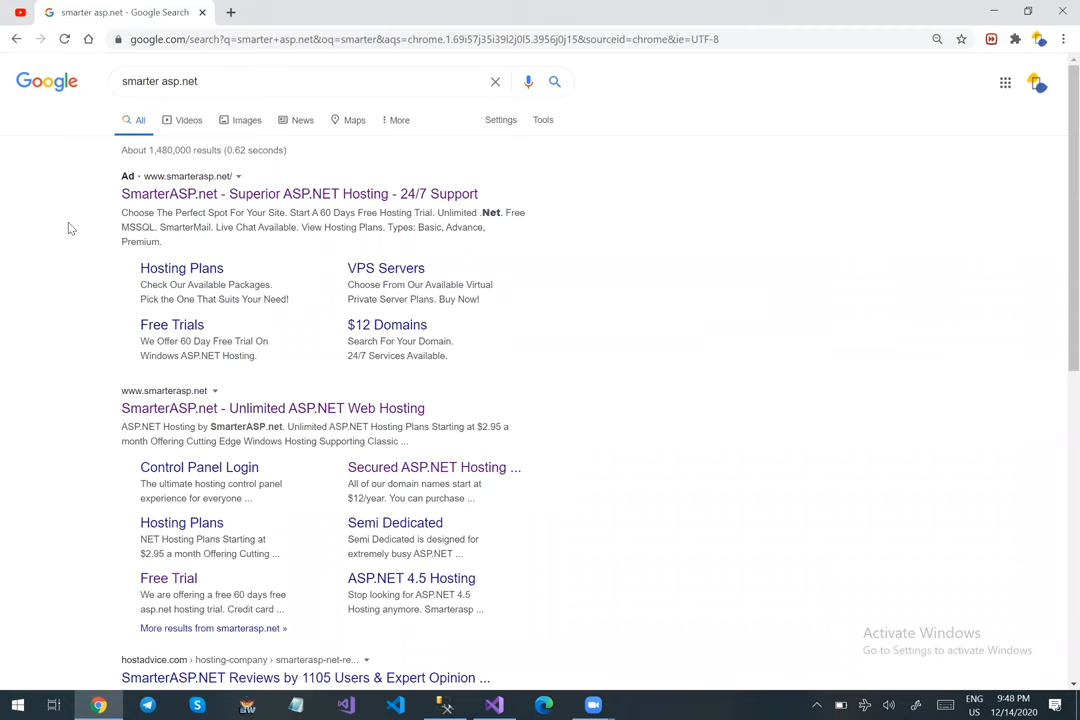 smarter asp.net - Google Search
google.com/search?q=smarter+asp.net&oq=smarter&aqs=chrome.1.69i57j35i39l2j0l5.3956j0j15&sourceid=chrome&ie=UTF-8
Google
smarter asp.net
All Videos Images News Maps More Settings Tools
About 1,480,000 results (0.62 seconds)
Ad · www.smarterasp.net/
SmarterASP.net - Superior ASP.NET Hosting - 24/7 Support
Choose The Perfect Spot For Your Site. Start A 60 Days Free Hosting Trial. Unlimited .Net. Free
MSSQL. SmarterMail. Live Chat Available. View Hosting Plans. Types: Basic, Advance,
Premium.
Hosting Plans
Check Our Available Packages.
Pick the One That Suits Your Need!
VPS Servers
Choose From Our Available Virtual
Private Server Plans. Buy Now!
Free Trials
We Offer 60 Day Free Trial On
Windows ASP.NET Hosting.
$12 Domains
Search For Your Domain.
24/7 Services Available.
www.smarterasp.net
SmarterASP.net - Unlimited ASP.NET Web Hosting
ASP.NET Hosting by SmarterASP.net. Unlimited ASP.NET Hosting Plans Starting at $2.95 a
month Offering Cutting Edge Windows Hosting Supporting Classic ...
Control Panel Login
The ultimate hosting control panel
experience for everyone ...
Secured ASP.NET Hosting ...
All of our domain names start at
$12/year. You can purchase ...
Hosting Plans
NET Hosting Plans Starting at
$2.95 a month Offering Cutting ...
Semi Dedicated
Semi Dedicated is designed for
extremely busy ASP.NET ...
Free Trial
We are offering a free 60 days free
asp.net hosting trial. Credit card ...
ASP.NET 4.5 Hosting
Stop looking for ASP.NET 4.5
Hosting anymore. Smarterasp ...
More results from smarterasp.net »
hostadvice.com › hosting-company › smarterasp-net-re...
SmarterASP.NET Reviews by 1105 Users & Expert Opinion ...
Activate Windows
Go to Settings to activate Windows.
ENG
US
9:48 PM
12/14/2020